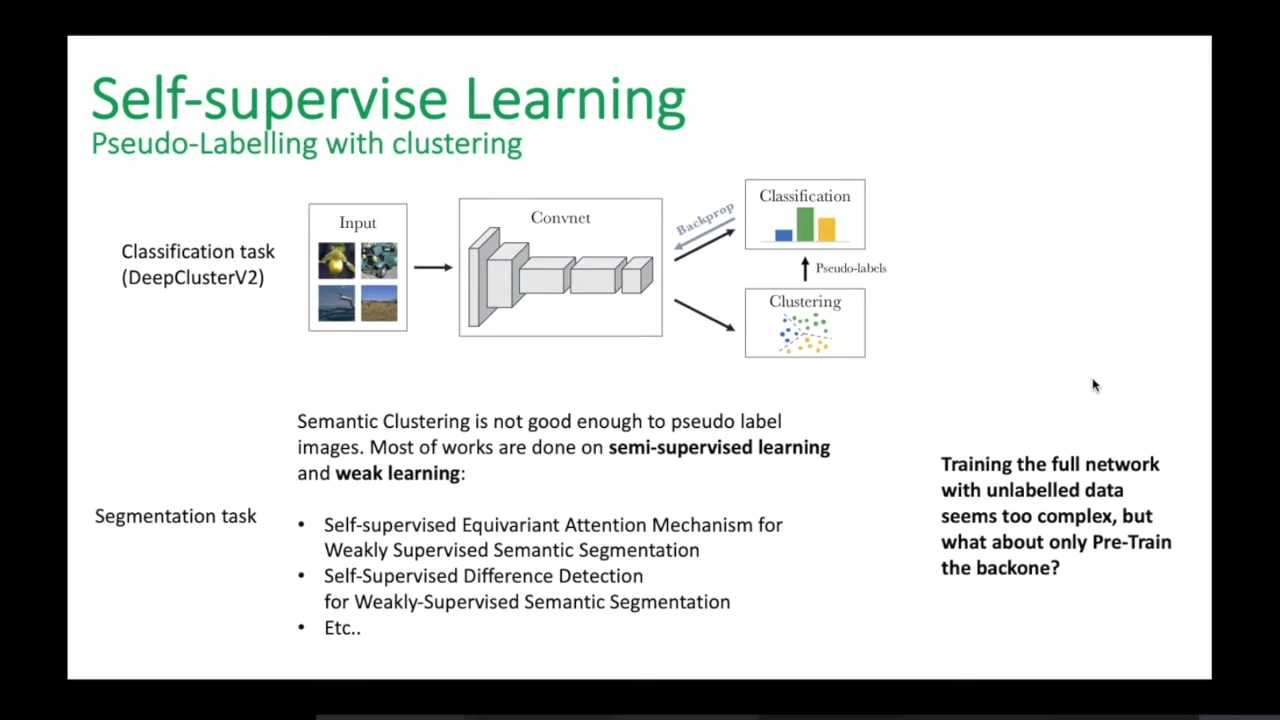 Self-supervise Learning
Pseudo-Labelling with clustering
Classification task
(DeepClusterV2)
Input
Convnet
Backprop
Classification
Pseudo-labels
Clustering
Semantic Clustering is not good enough to pseudo label
images. Most of works are done on semi-supervised learning
and weak learning:
Segmentation task
• Self-supervised Equivariant Attention Mechanism for
Weakly Supervised Semantic Segmentation
• Self-Supervised Difference Detection
for Weakly-Supervised Semantic Segmentation
• Etc..
Training the full network
with unlabelled data
seems too complex, but
what about only Pre-Train
the backone?